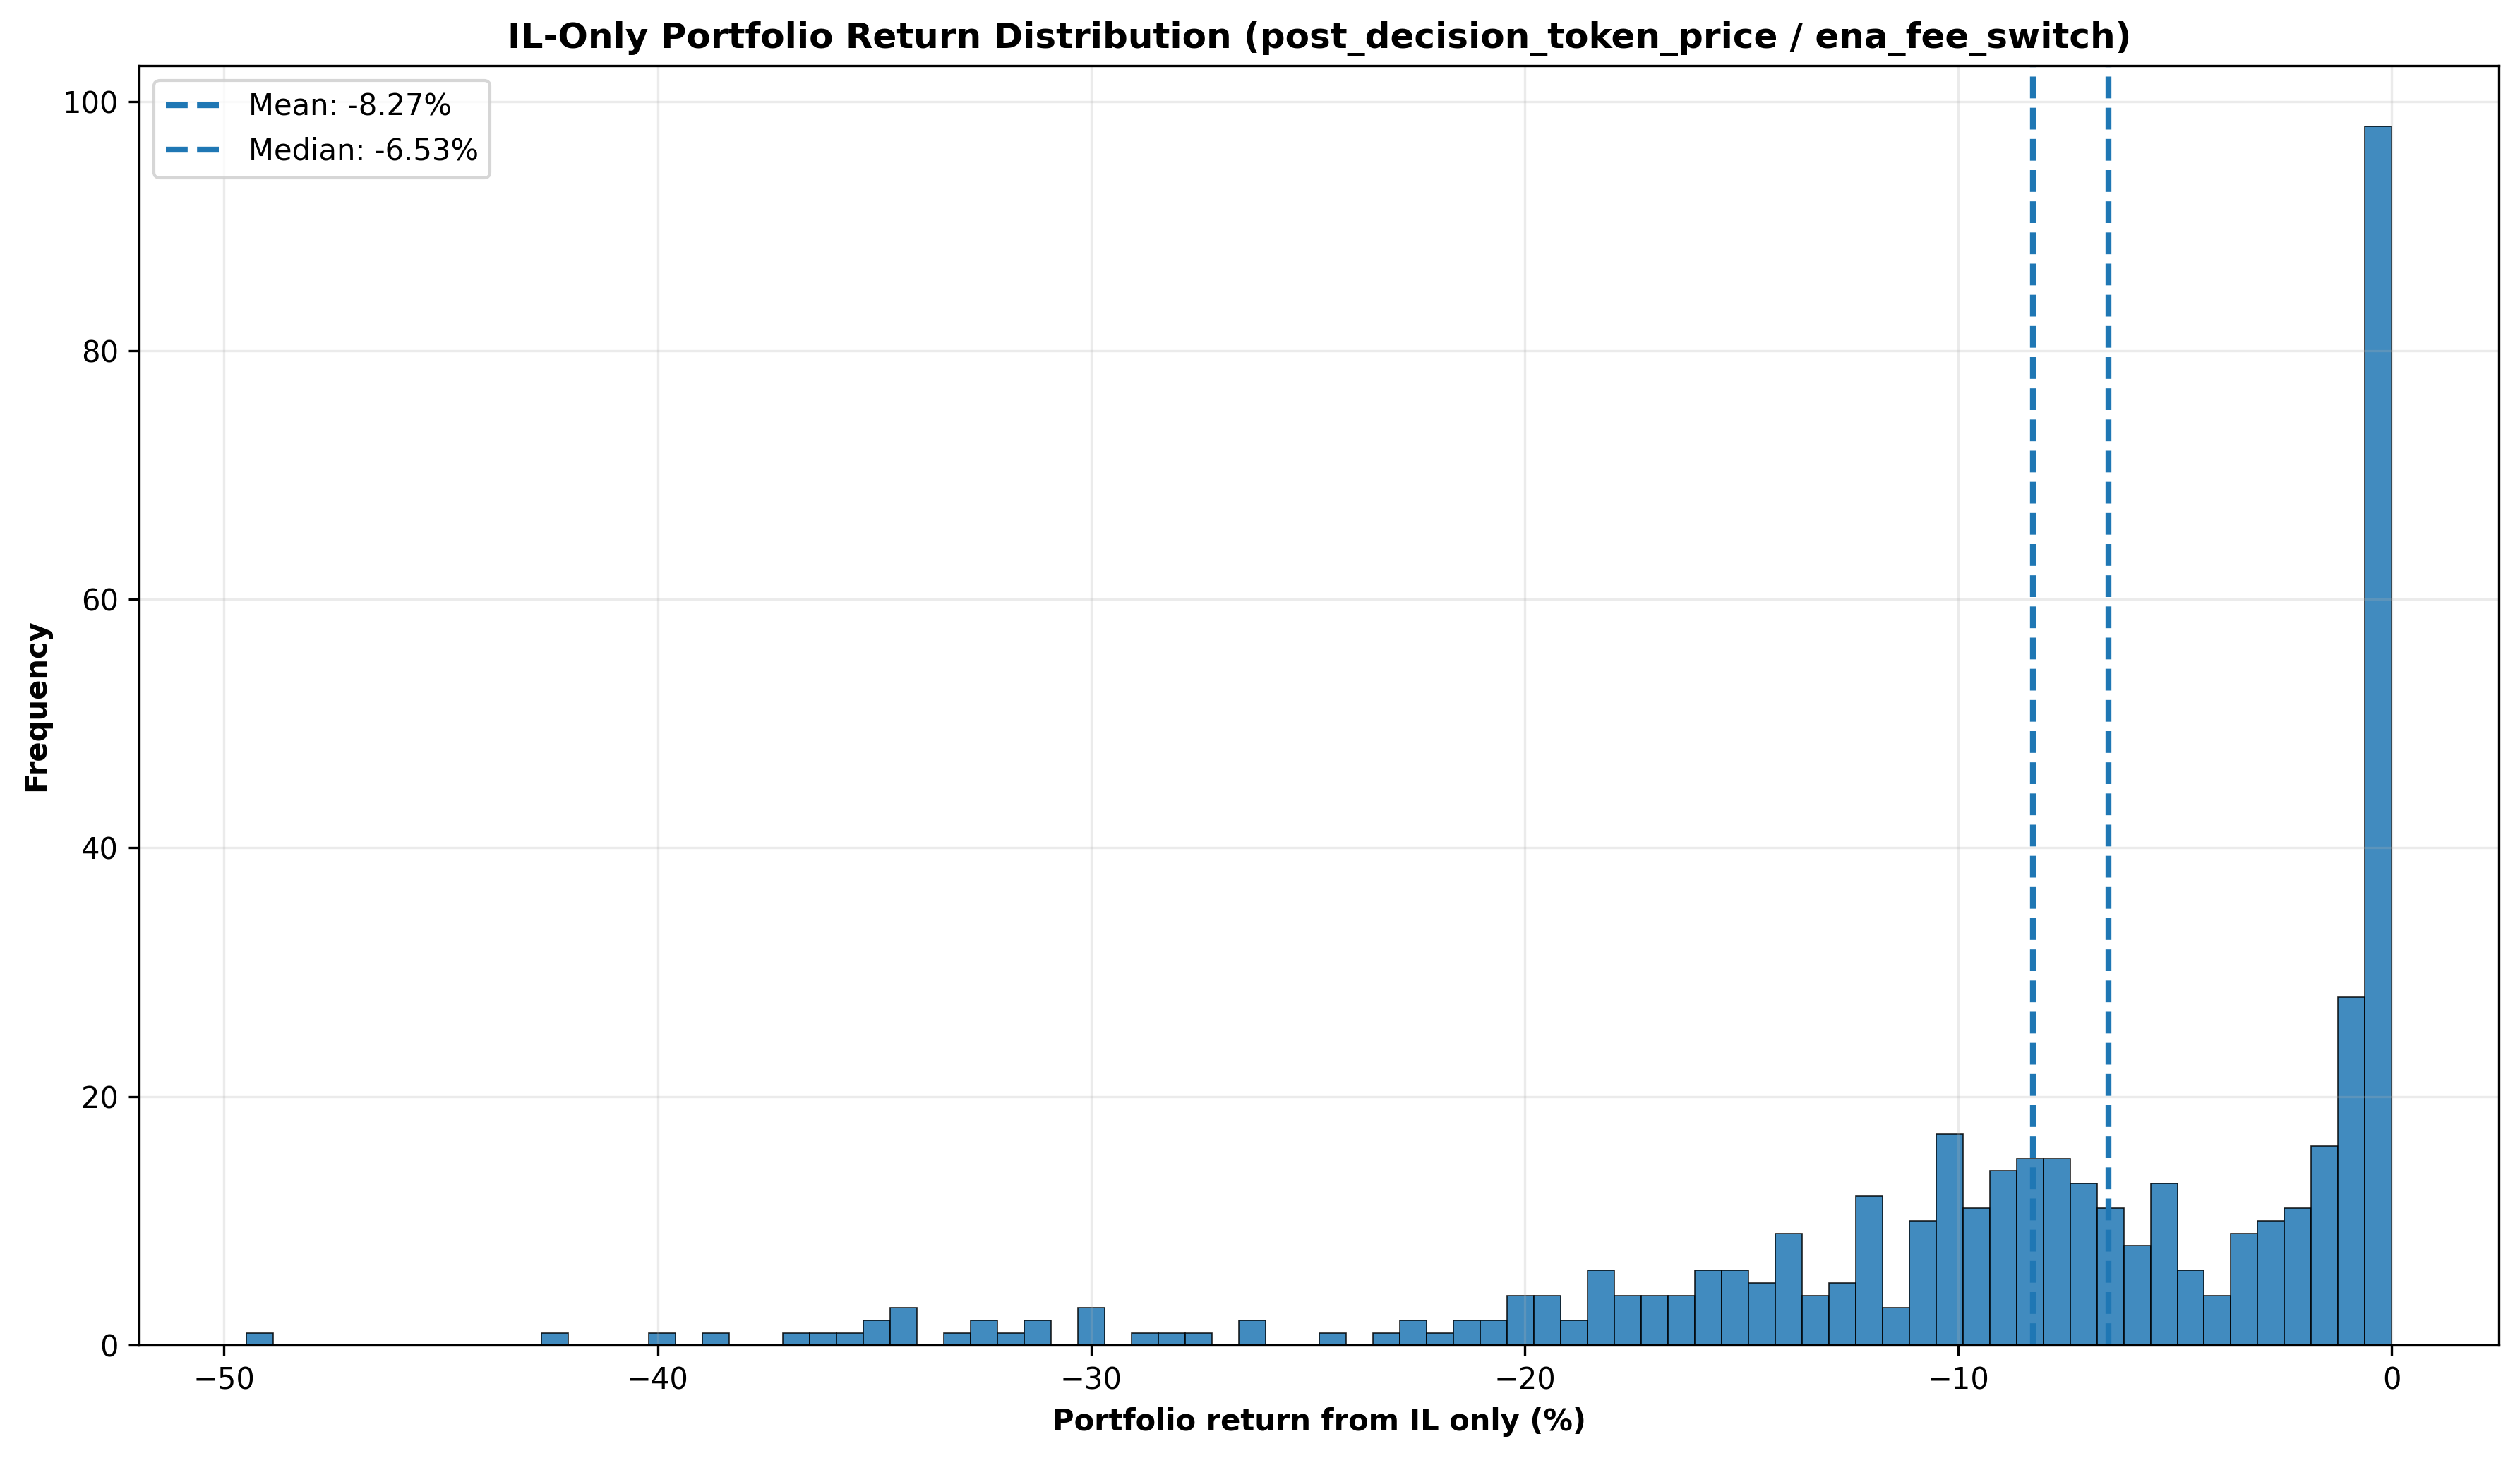 IL-Only Portfolio Return Distribution (post_decision_token_price / ena_fee_switch)
Mean: -8.27%
Median: -6.53%
100
80
60
40
20
0
Frequency
−50
−40
−30
−20
−10
0
Portfolio return from IL only (%)